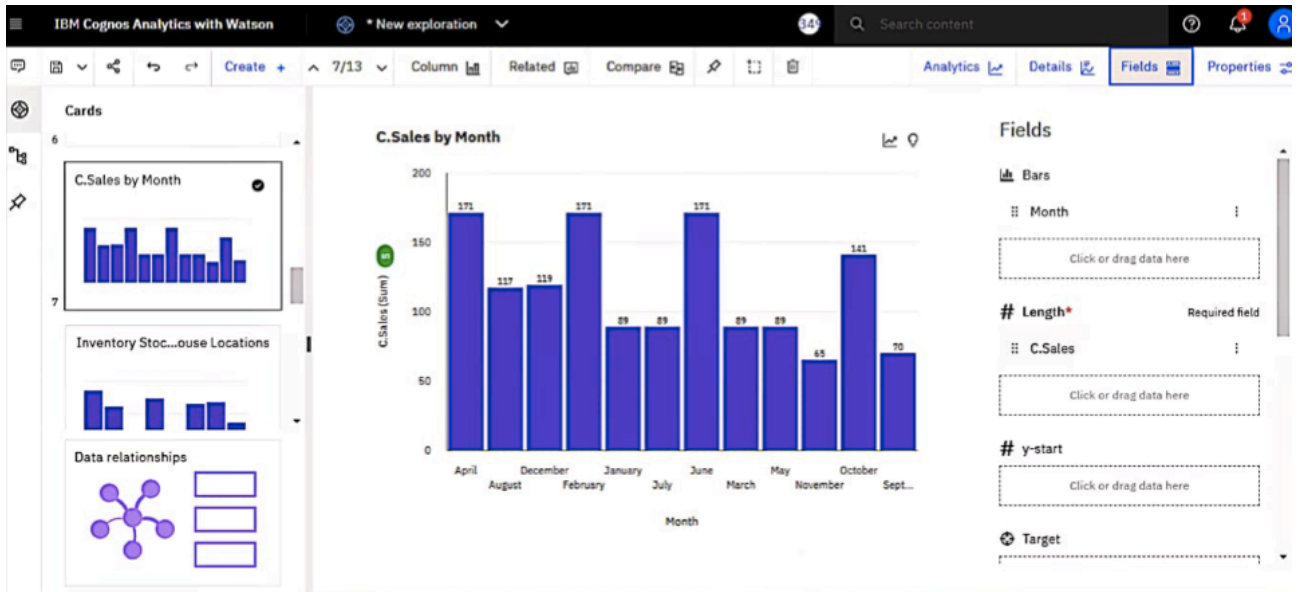 IBM Cognos Analytics with Watson
* New exploration
349
Search content
1
Create +
7/13
Column
Related
Compare
Analytics
Details
Fields
Properties
Cards
6
C.Sales by Month
7
Inventory Stoc...ouse Locations
Data relationships
C.Sales by Month
200
150
100
50
0
C.Sales (Sum)
171
117
119
171
89
89
171
89
89
65
141
70
April
August
December
February
January
July
June
March
May
November
October
Sept...
Month
Fields
Bars
Month
Click or drag data here
# Length*
Required field
C.Sales
Click or drag data here
# y-start
Click or drag data here
Target